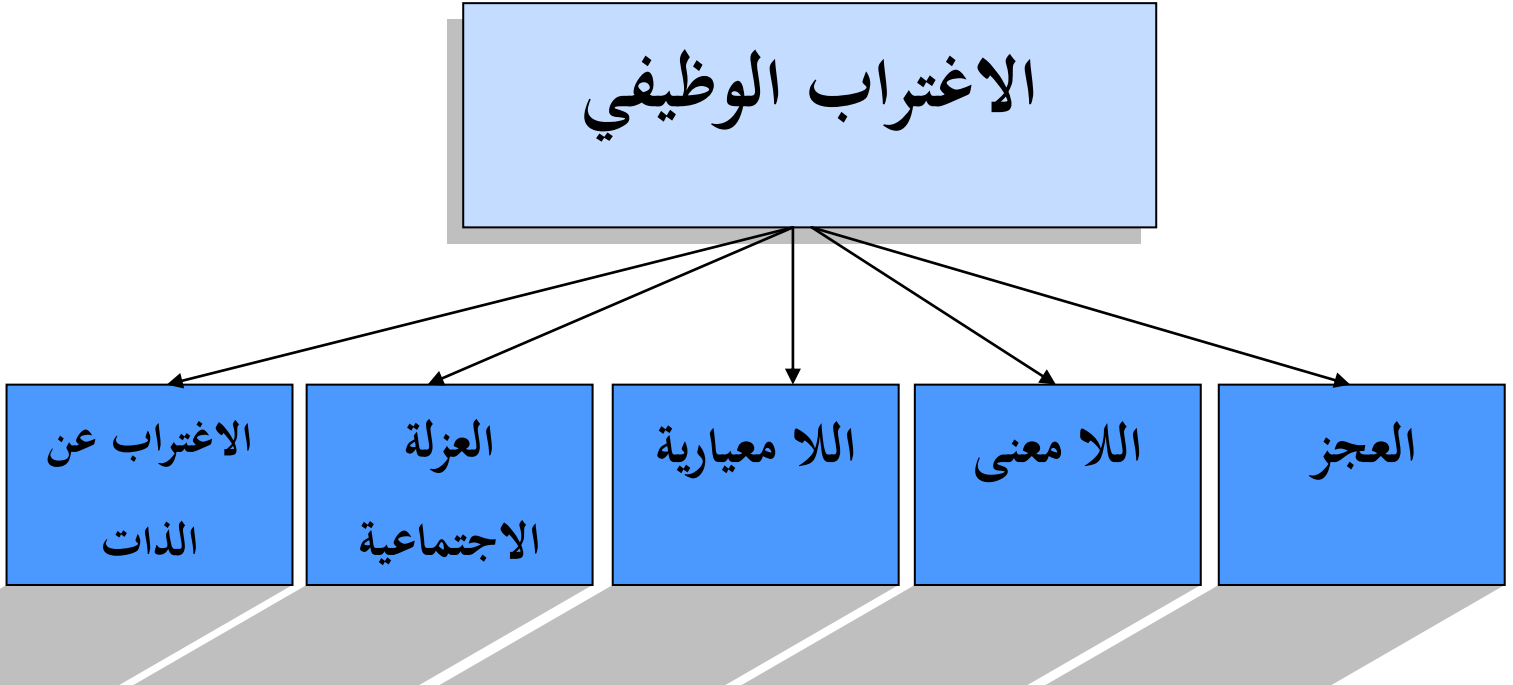 الاغتراب الوظيفي
العجز
اللا معنى
اللا معيارية
العزلة
الاجتماعية
الاغتراب عن
الذات